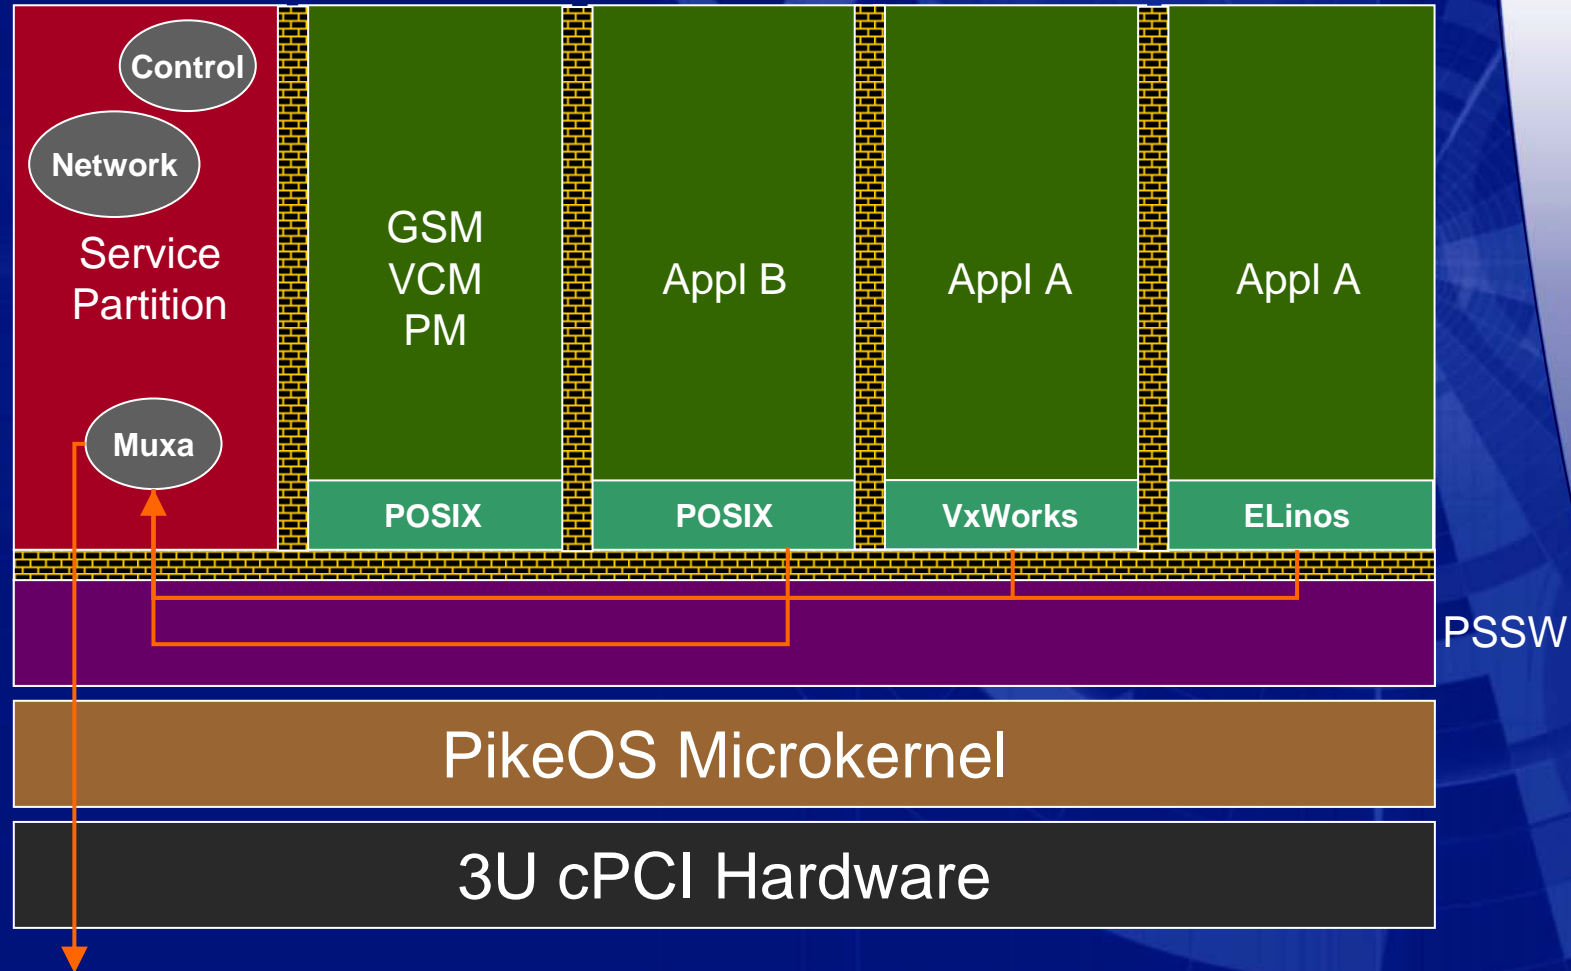 Control
Network
Service
Partition
Muxa
GSM
VCM
PM
POSIX
Appl B
POSIX
Appl A
VxWorks
Appl A
ELinos
PSSW
PikeOS Microkernel
3U cPCI Hardware